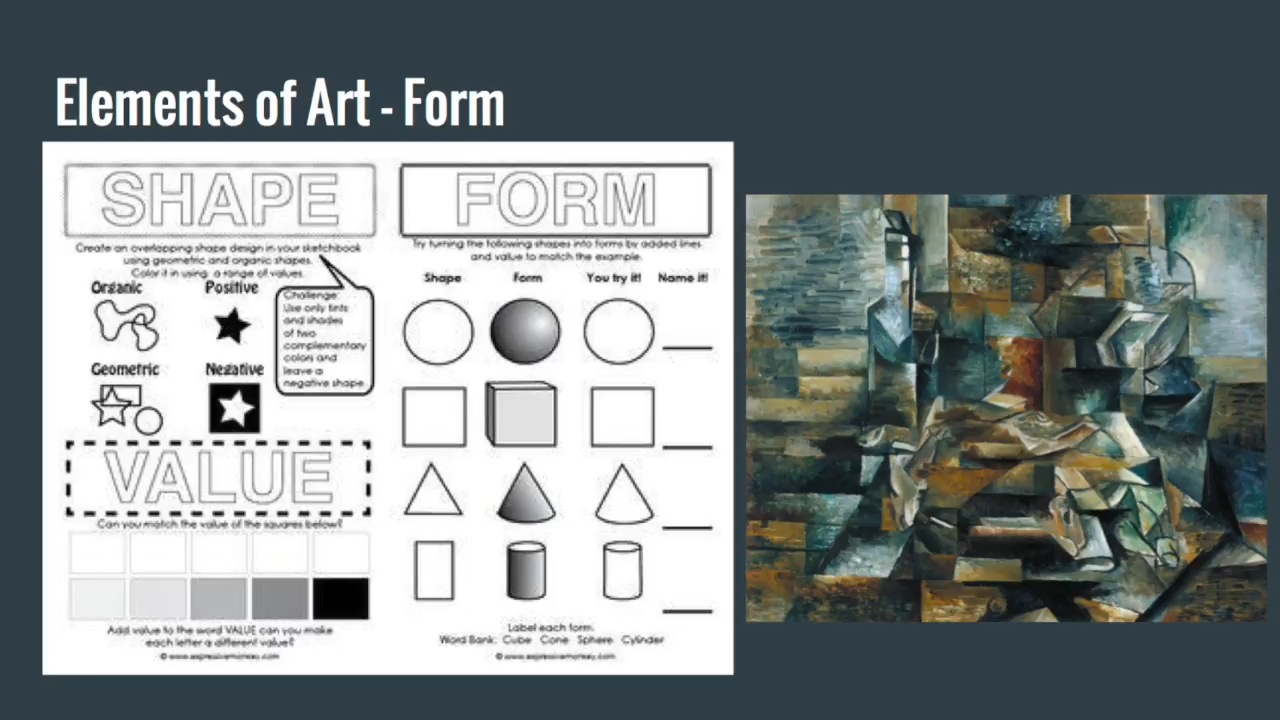 Elements of Art - Form
SHAPE
Create an overlapping shape design in your sketchbook
using geometric and organic shapes.
Color it in using a range of values.
Organic
Positive
Challenge:
Use only tints
and shades
of two
complementary
colors and
leave a
negative shape
Geometric
Negative
VALUE
Can you match the value of the squares below?
Add value to the word VALUE can you make
each letter a different value?
© www.expressivemonkey.com
FORM
Try turning the following shapes into forms by added lines
and value to match the example.
Shape Form You try it! Name it!
Label each form.
Word Bank: Cube Cone Sphere Cylinder
© www.expressivemonkey.com